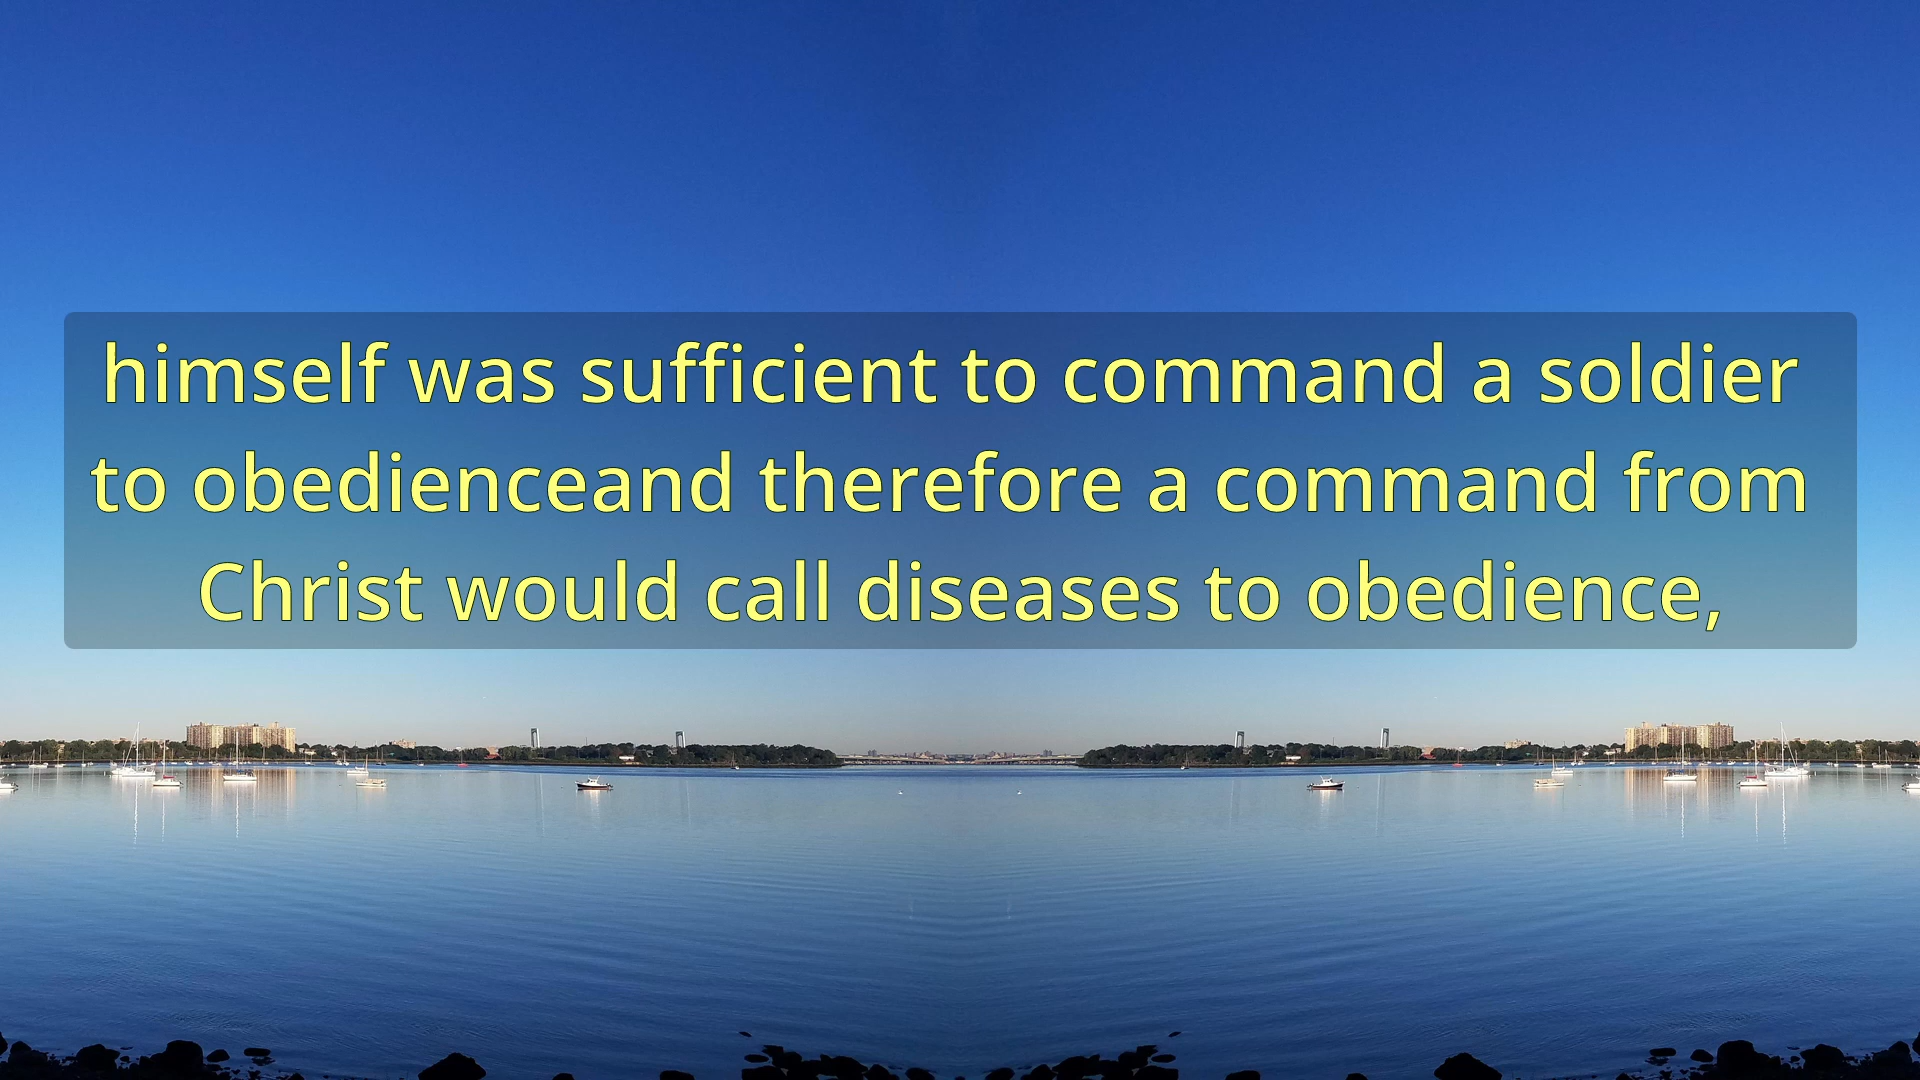 himself was sufficient to command a soldier
to obedienceand therefore a command from
Christ would call diseases to obedience,